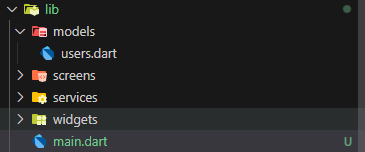 lib
models
users.dart
screens
services
widgets
main.dart U